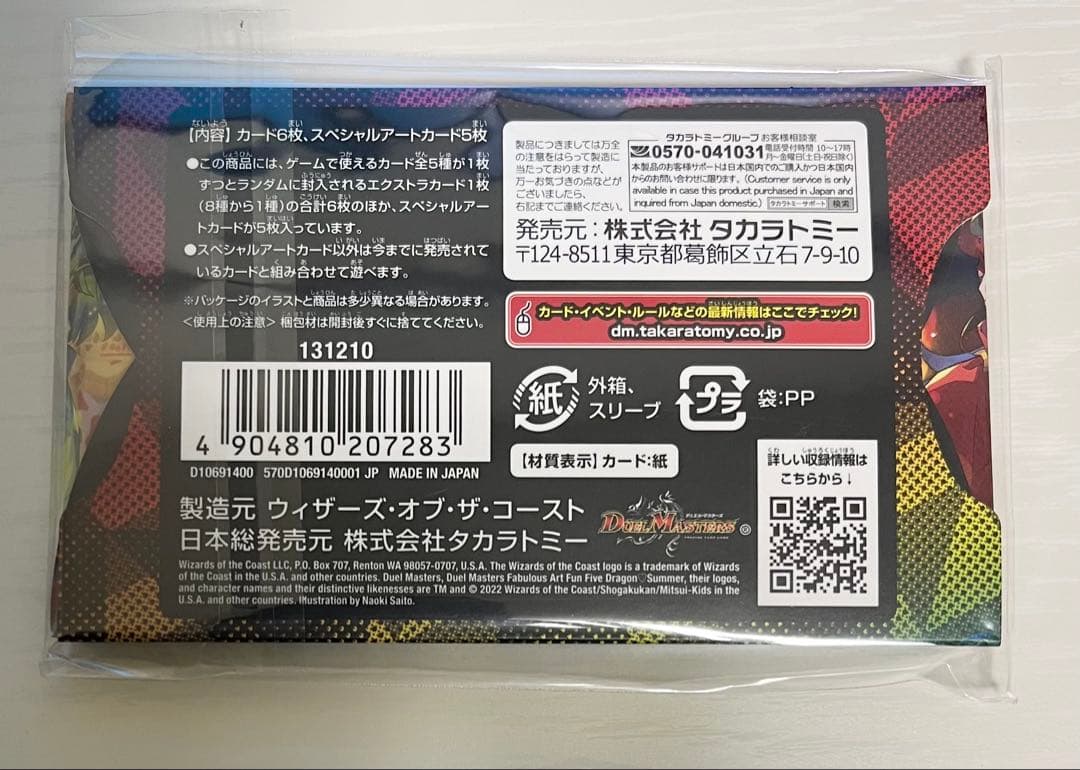 【内容】カード6枚、スペシャルアートカード5枚
●この商品には、ゲームで使えるカード全5種が1枚
ずつとランダムに封入されるエクストラカード1枚
(8種から1種)の合計6枚のほか、スペシャルアー
トカードが5枚入っています。
●スペシャルアートカード以外は今までに発売されて
いるカードと組み合わせて遊べます。
※パッケージのイラストと商品は多少異なる場合があります。
<使用上の注意> 梱包材は開封後すぐに捨ててください。
131210
4 904810 207283
D10691400 570D1069140001 JP MADE IN JAPAN
製造元 ウィザーズ・オブ・ザ・コースト
日本総発売元 株式会社タカラトミー
Wizards of the Coast LLC, P.O. Box 707, Renton WA 98057-0707, U.S.A. The Wizards of the Coast logo is a trademark of Wizards
of the Coast in the U.S.A. and other countries. Duel Masters, Duel Masters Fabulous Art Fun Five Dragon♡Summer, their logos,
and character names and their distinctive likenesses are TM and © 2022 Wizards of the Coast/Shogakukan/Mitsui-Kids in the
U.S.A. and other countries. Illustration by Naoki Saito.
製品につきましては万全
の注意をはらって製造に
当たっておりますが、
万一お気づきの点などが
ございましたら、
右記までご連絡ください。
タカラトミーグループ お客様相談室
0570-041031 電話受付時間 10〜17時
月〜金曜日(土・日・祝日除く)
本製品のお客様サポートは日本国内でのご購入かつ日本国内
からのお問い合わせに限ります。(Customer service is only
available in case this product purchased in Japan and
inquired from Japan domestic.) タカラトミーサポート 検索
発売元：株式会社 タカラトミー
〒124-8511 東京都葛飾区立石7-9-10
カード・イベント・ルールなどの最新情報はここでチェック!
dm.takaratomy.co.jp
紙 外箱、
スリーブ
プラ 袋:PP
【材質表示】カード:紙
DUEL MASTERS
詳しい収録情報は
こちらから↓